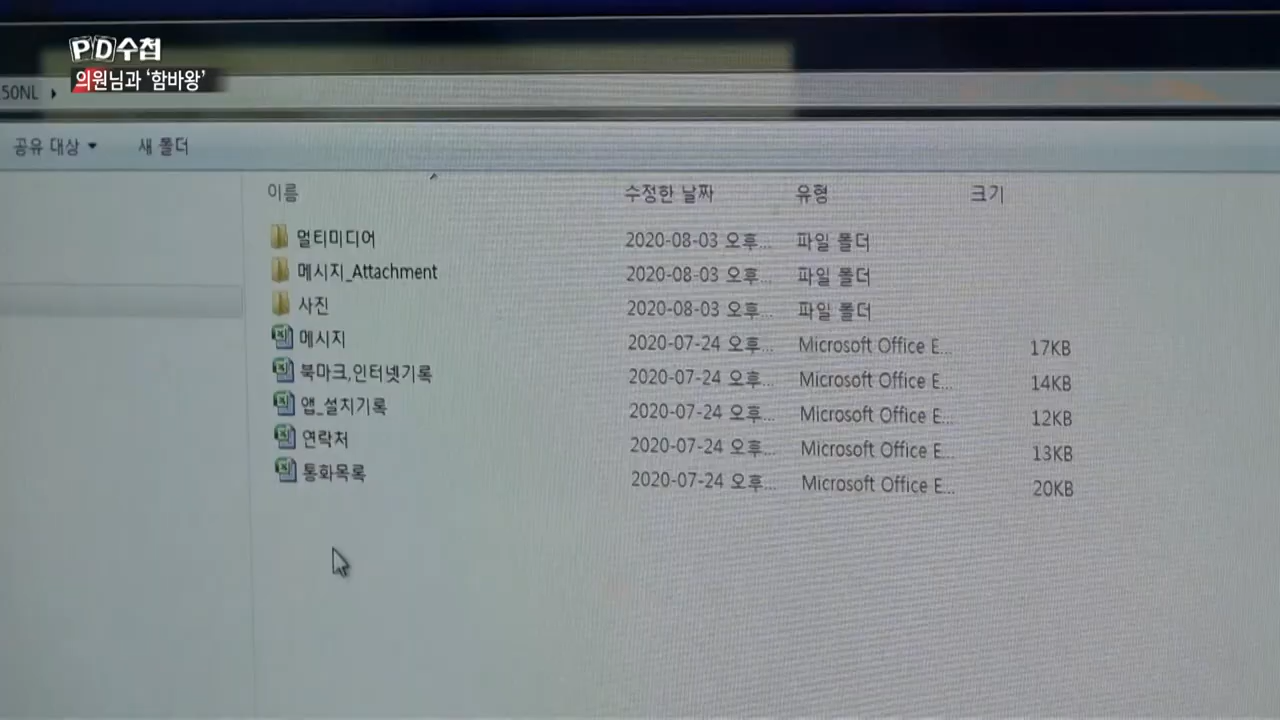 PD수첩
의원님과 '함바왕'
50NL
공유 대상 새 폴더
이름 수정한 날짜 유형 크기
멀티미디어 2020-08-03 오후... 파일 폴더
메시지_Attachment 2020-08-03 오후... 파일 폴더
사진 2020-08-03 오후... 파일 폴더
메시지 2020-07-24 오후... Microsoft Office E... 17KB
북마크,인터넷기록 2020-07-24 오후... Microsoft Office E... 14KB
앱_설치기록 2020-07-24 오후... Microsoft Office E... 12KB
연락처 2020-07-24 오후... Microsoft Office E... 13KB
통화목록 2020-07-24 오후... Microsoft Office E... 20KB